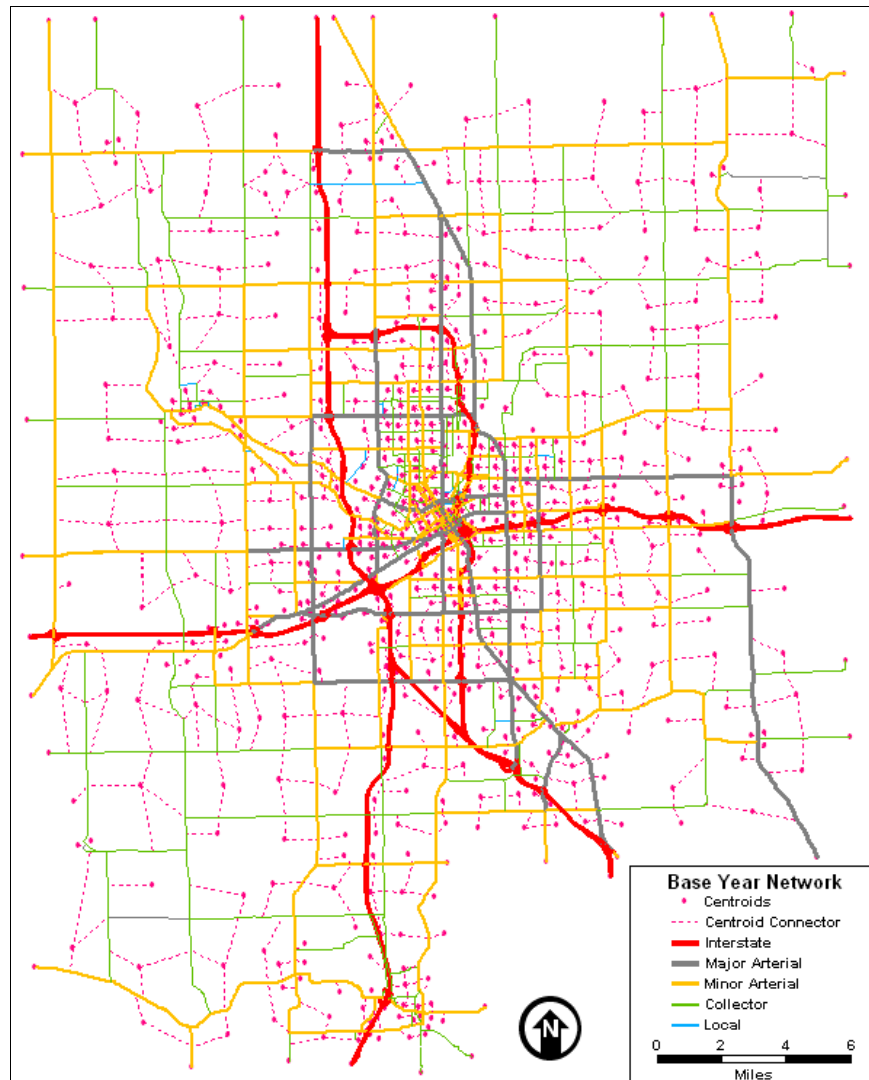 Base Year Network
Centroids
Centroid Connector
Interstate
Major Arterial
Minor Arterial
Collector
Local
N
0 2 4 6
Miles